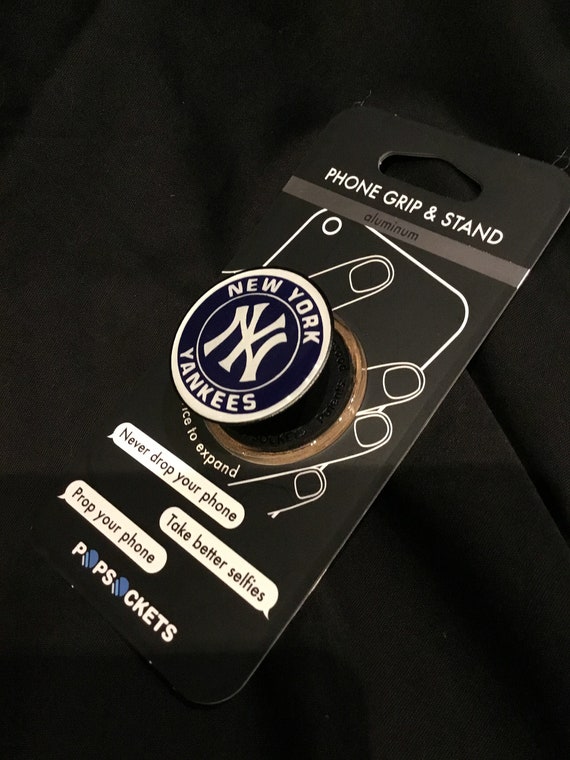 PHONE GRIP & STAND
aluminum
NEW YORK
NY
YANKEES
to expand
Never drop your phone
Prop your phone
Take better selfies
POPSOCKETS